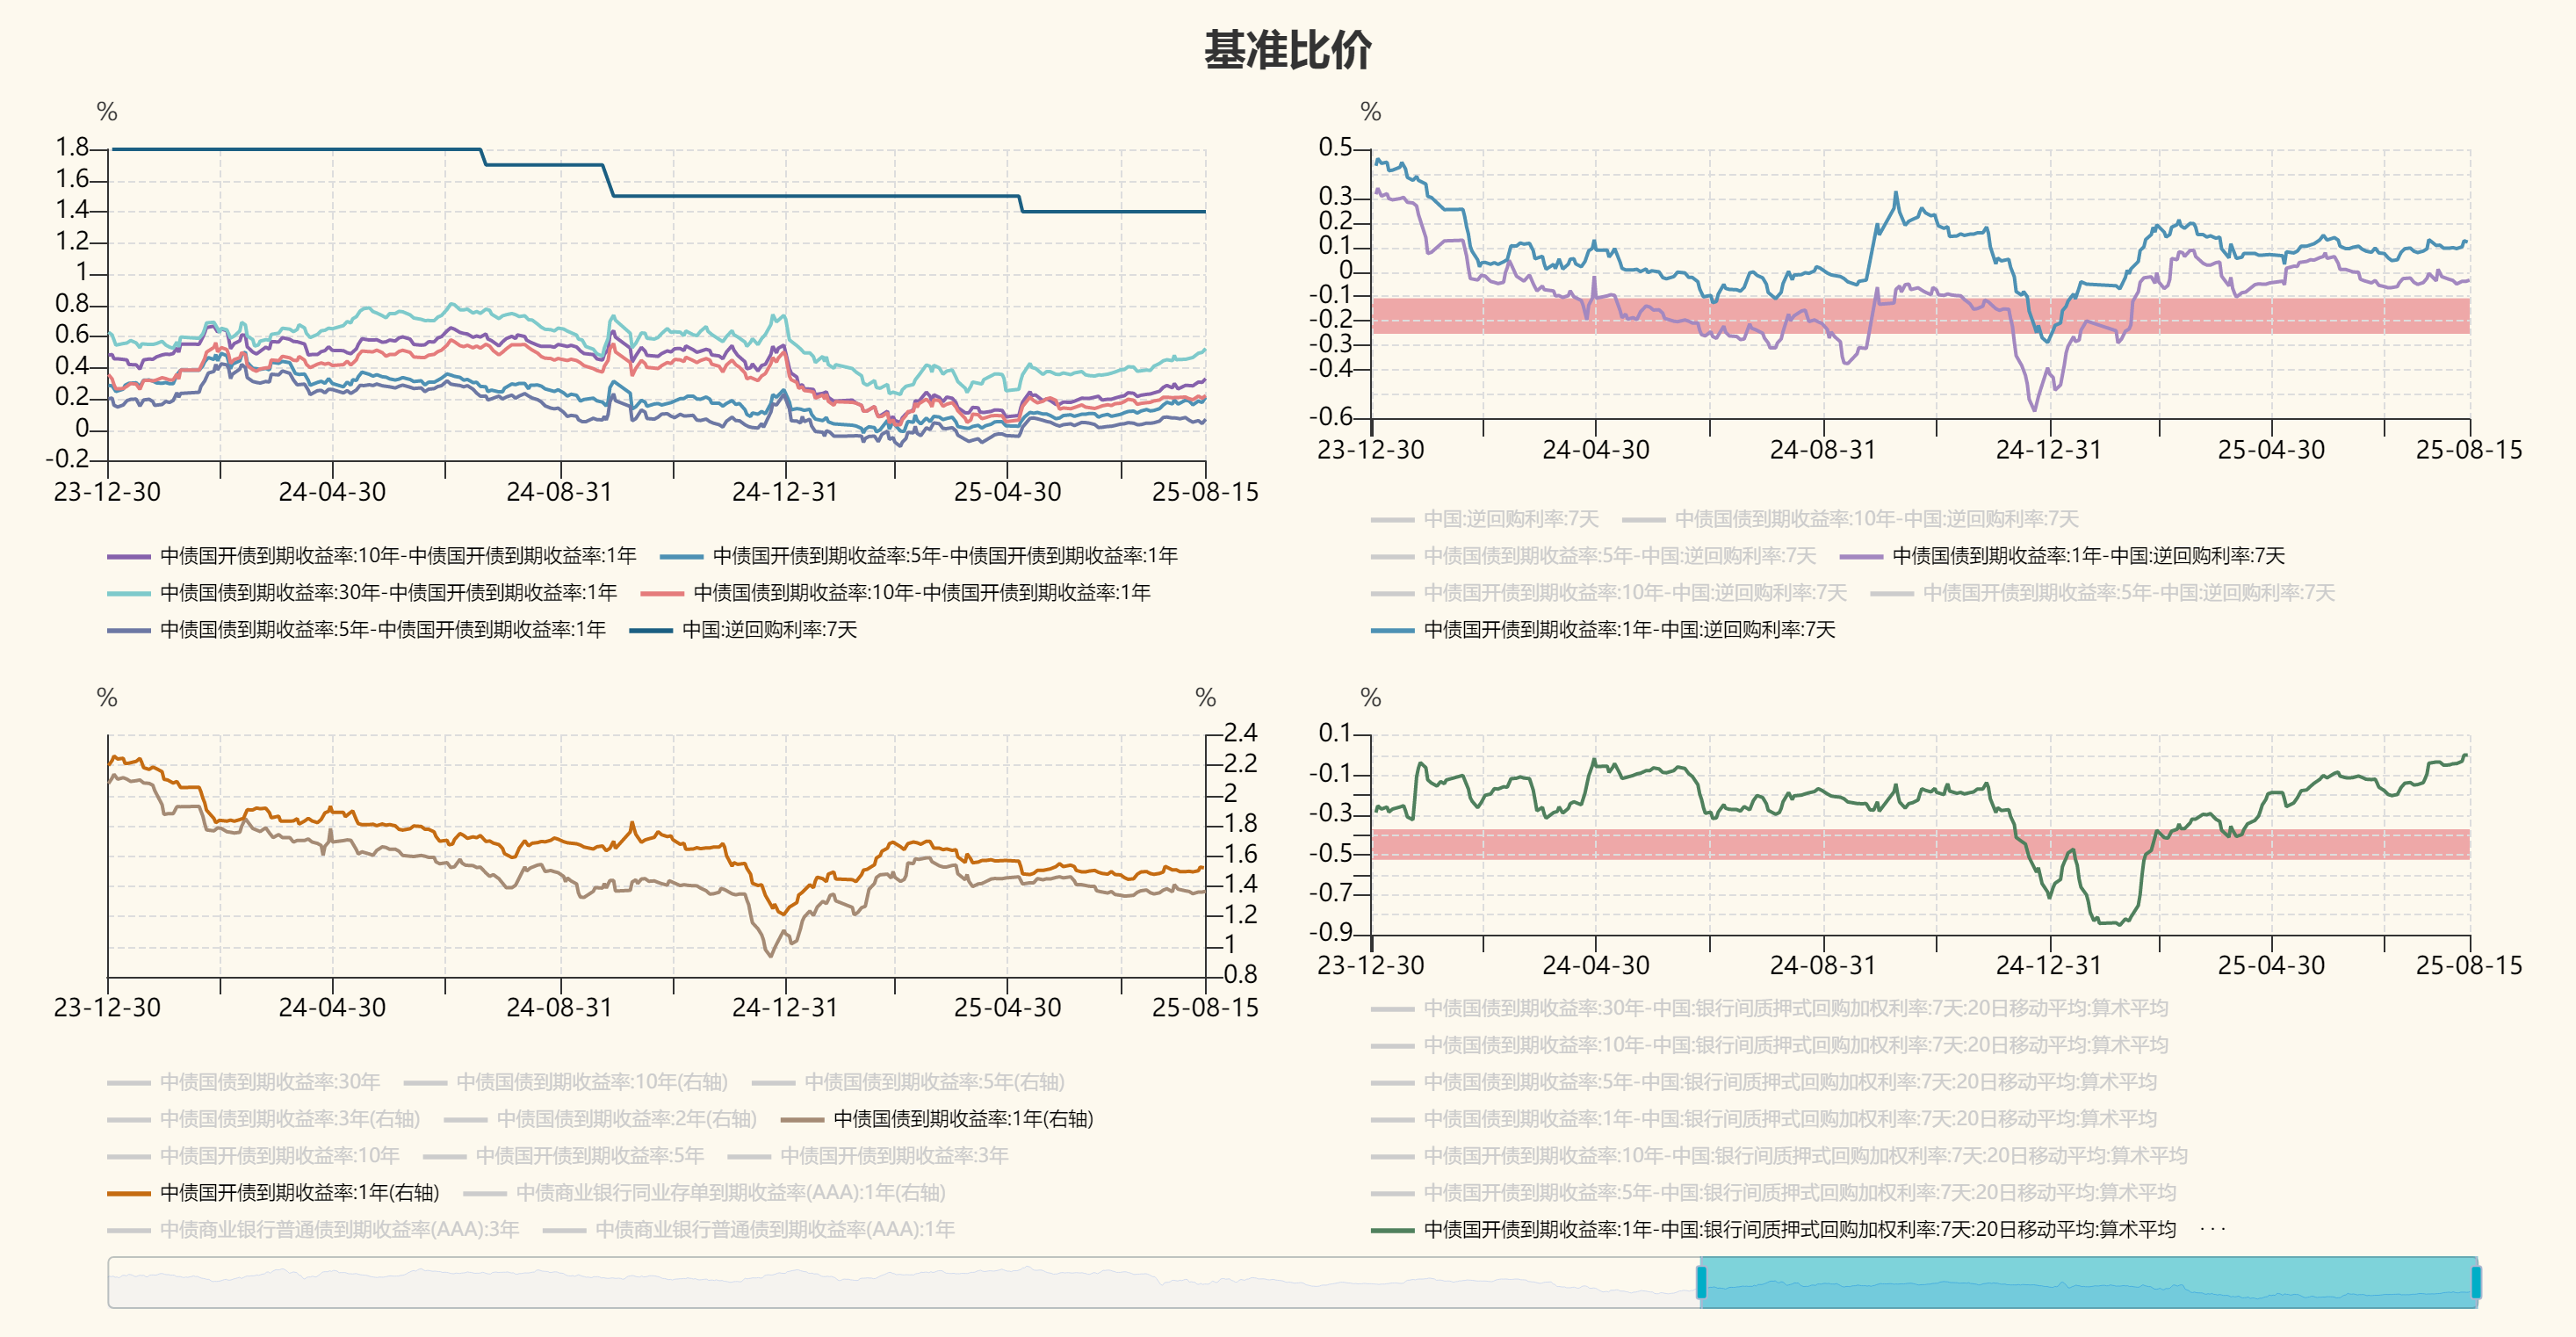 基准比价
%
1.8
1.6
1.4
1.2
1
0.8
0.6
0.4
0.2
0
-0.2
23-12-30 24-04-30 24-08-31 24-12-31 25-04-30 25-08-15
中债国开债到期收益率:10年-中债国开债到期收益率:1年 中债国开债到期收益率:5年-中债国开债到期收益率:1年
中债国债到期收益率:30年-中债国开债到期收益率:1年 中债国债到期收益率:10年-中债国开债到期收益率:1年
中债国债到期收益率:5年-中债国开债到期收益率:1年 中国:逆回购利率:7天
%
0.5
0.3
0.2
0.1
0
-0.1
-0.2
-0.3
-0.4
-0.6
23-12-30 24-04-30 24-08-31 24-12-31 25-04-30 25-08-15
中国:逆回购利率:7天 中债国债到期收益率:10年-中国:逆回购利率:7天
中债国债到期收益率:5年-中国:逆回购利率:7天 中债国债到期收益率:1年-中国:逆回购利率:7天
中债国开债到期收益率:10年-中国:逆回购利率:7天 中债国开债到期收益率:5年-中国:逆回购利率:7天
中债国开债到期收益率:1年-中国:逆回购利率:7天
% %
2.4
2.2
2
1.8
1.6
1.4
1.2
1
0.8
23-12-30 24-04-30 24-08-31 24-12-31 25-04-30 25-08-15
中债国债到期收益率:30年 中债国债到期收益率:10年(右轴) 中债国债到期收益率:5年(右轴)
中债国债到期收益率:3年(右轴) 中债国债到期收益率:2年(右轴) 中债国债到期收益率:1年(右轴)
中债国开债到期收益率:10年 中债国开债到期收益率:5年 中债国开债到期收益率:3年
中债国开债到期收益率:1年(右轴) 中债商业银行同业存单到期收益率(AAA):1年(右轴)
中债商业银行普通债到期收益率(AAA):3年 中债商业银行普通债到期收益率(AAA):1年
%
0.1
-0.1
-0.3
-0.5
-0.7
-0.9
23-12-30 24-04-30 24-08-31 24-12-31 25-04-30 25-08-15
中债国债到期收益率:30年-中国:银行间质押式回购加权利率:7天:20日移动平均:算术平均
中债国债到期收益率:10年-中国:银行间质押式回购加权利率:7天:20日移动平均:算术平均
中债国债到期收益率:5年-中国:银行间质押式回购加权利率:7天:20日移动平均:算术平均
中债国债到期收益率:1年-中国:银行间质押式回购加权利率:7天:20日移动平均:算术平均
中债国开债到期收益率:10年-中国:银行间质押式回购加权利率:7天:20日移动平均:算术平均
中债国开债到期收益率:5年-中国:银行间质押式回购加权利率:7天:20日移动平均:算术平均
中债国开债到期收益率:1年-中国:银行间质押式回购加权利率:7天:20日移动平均:算术平均 ···